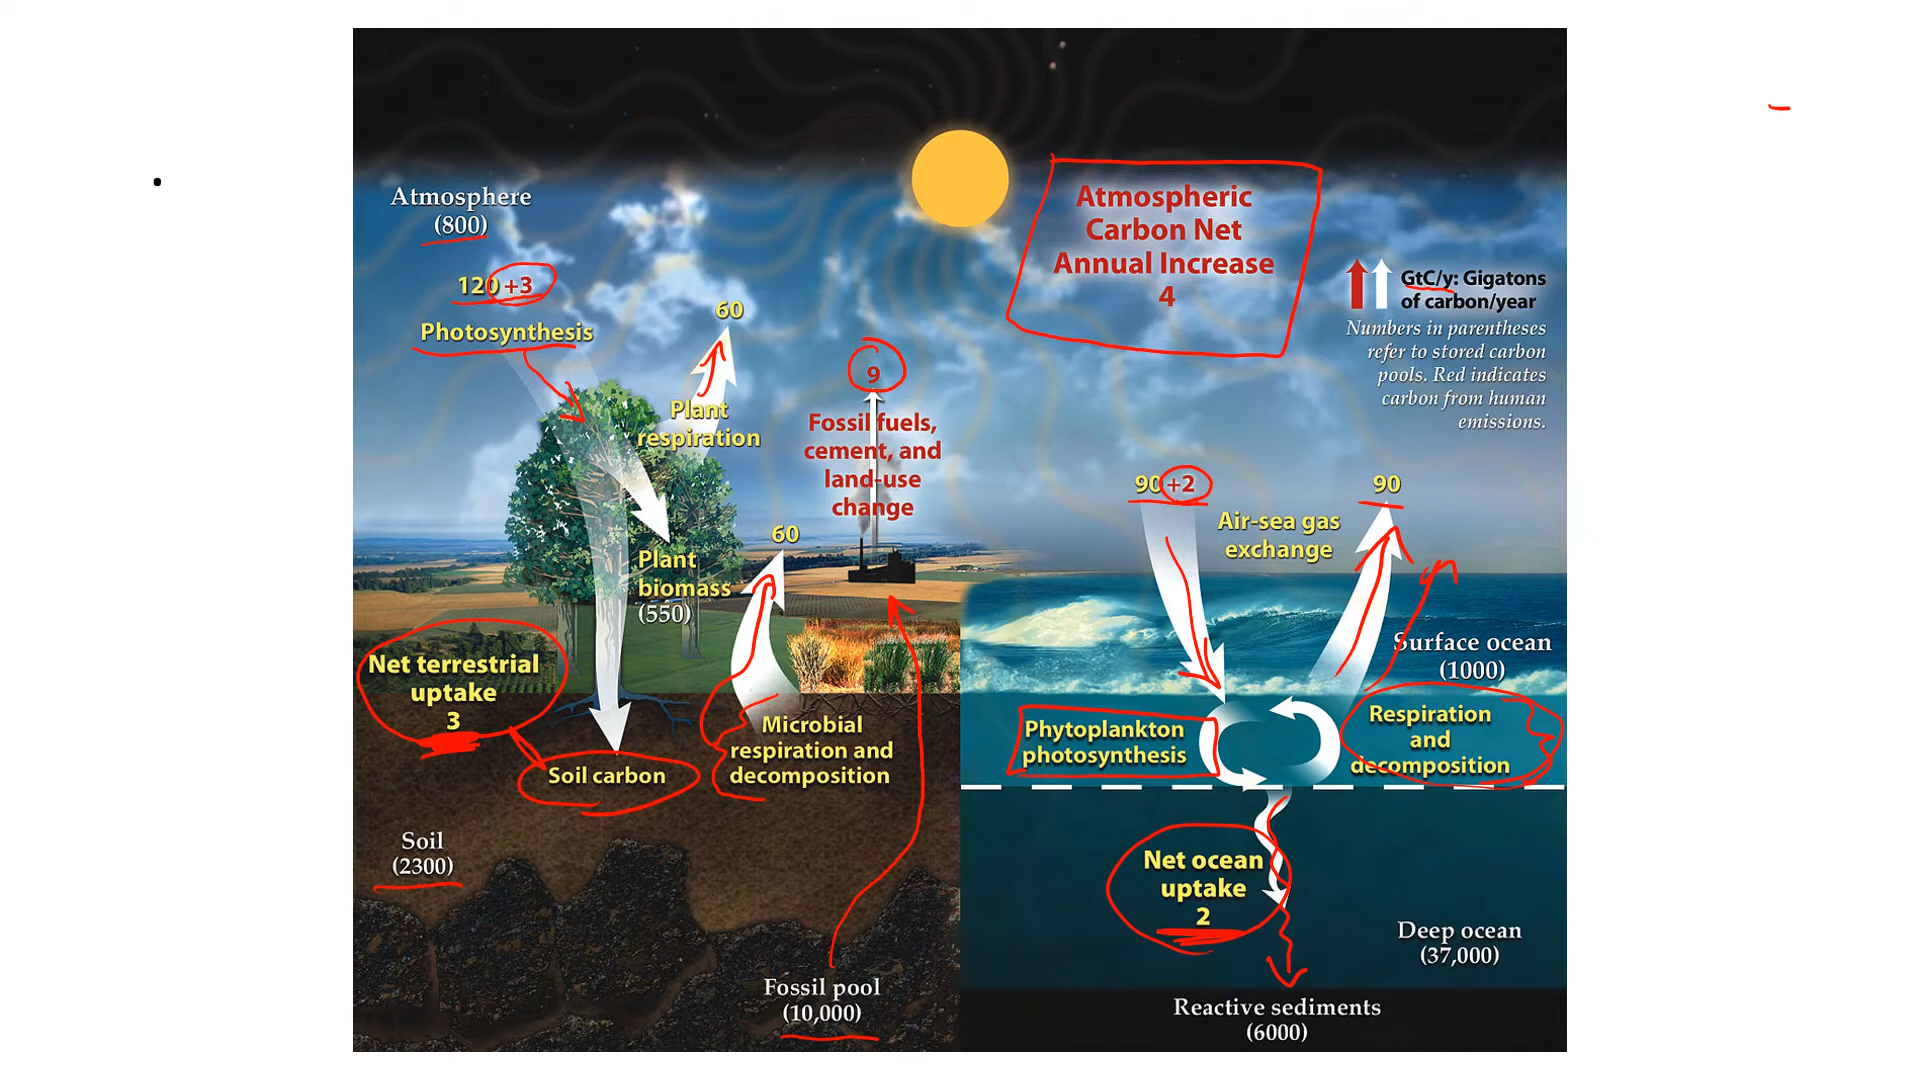 Atmosphere
(800)
120 +3
Photosynthesis
60
Plant
respiration
9
Fossil fuels,
cement, and
land-use
change
60
Plant
biomass
(550)
Net terrestrial
uptake
3
Soil carbon
Microbial
respiration and
decomposition
Soil
(2300)
Fossil pool
(10,000)
Atmospheric
Carbon Net
Annual Increase
4
GtC/y: Gigatons
of carbon/year
Numbers in parentheses
refer to stored carbon
pools. Red indicates
carbon from human
emissions.
90 +2
90
Air-sea gas
exchange
Surface ocean
(1000)
Phytoplankton
photosynthesis
Respiration
and
decomposition
Net ocean
uptake
2
Deep ocean
(37,000)
Reactive sediments
(6000)